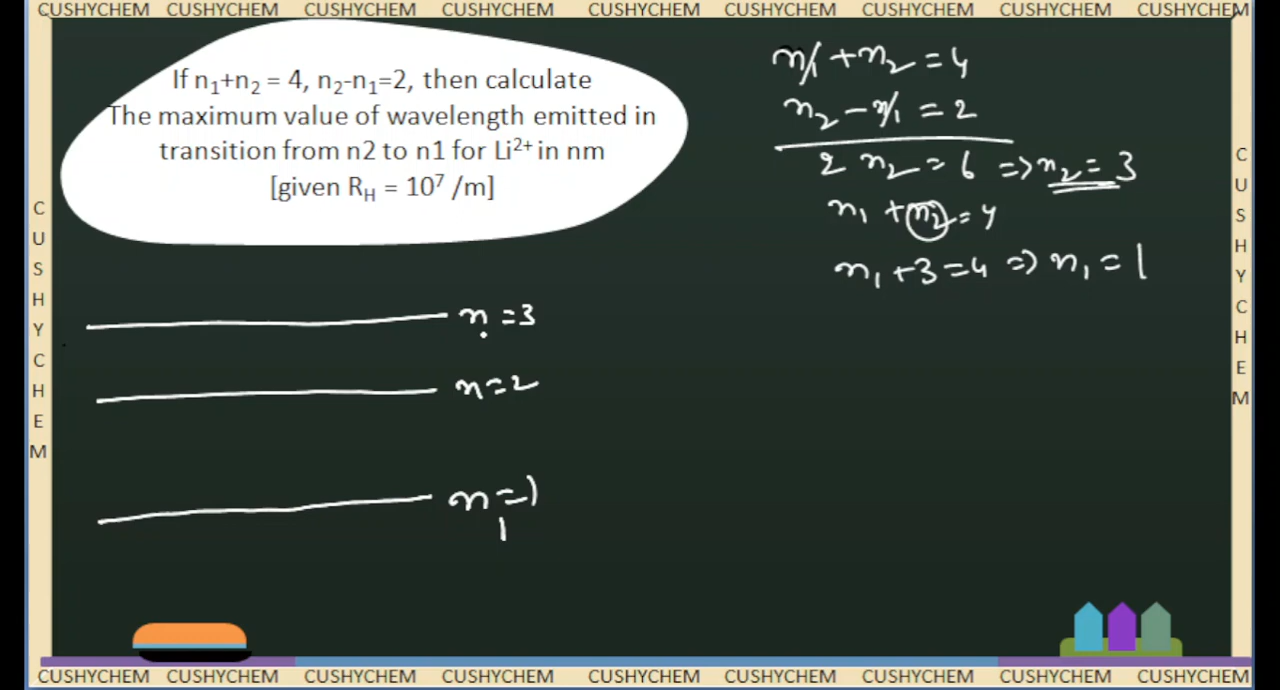 CUSHYCHEM CUSHYCHEM CUSHYCHEM CUSHYCHEM CUSHYCHEM CUSHYCHEM CUSHYCHEM CUSHYCHEM CUSHYCHEM
If n₁+n₂ = 4, n₂-n₁=2, then calculate
The maximum value of wavelength emitted in
transition from n2 to n1 for Li²⁺ in nm
[given R_H = 10⁷ /m]
n₁ + n₂ = 4
n₂ - n₁ = 2
2 n₂ = 6 => n₂ = 3
n₁ + n₂ = 4
n₁ + 3 = 4 => n₁ = 1
n = 3
n = 2
n = 1
CUSHYCHEM
CUSHYCHEM
CUSHYCHEM CUSHYCHEM CUSHYCHEM CUSHYCHEM CUSHYCHEM CUSHYCHEM CUSHYCHEM CUSHYCHEM CUSHYCHEM